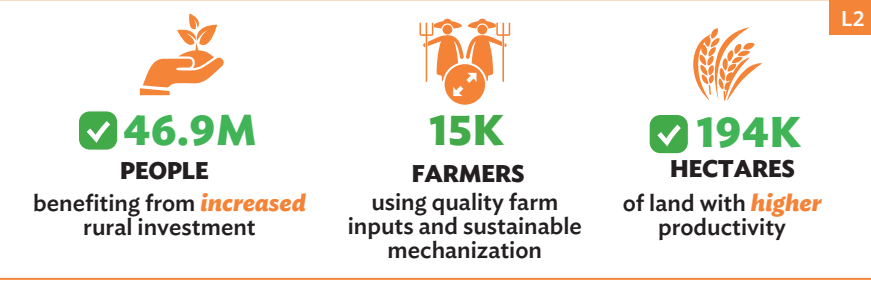 L2
46.9M
PEOPLE
benefiting from increased
rural investment
15K
FARMERS
using quality farm
inputs and sustainable
mechanization
194K
HECTARES
of land with higher
productivity